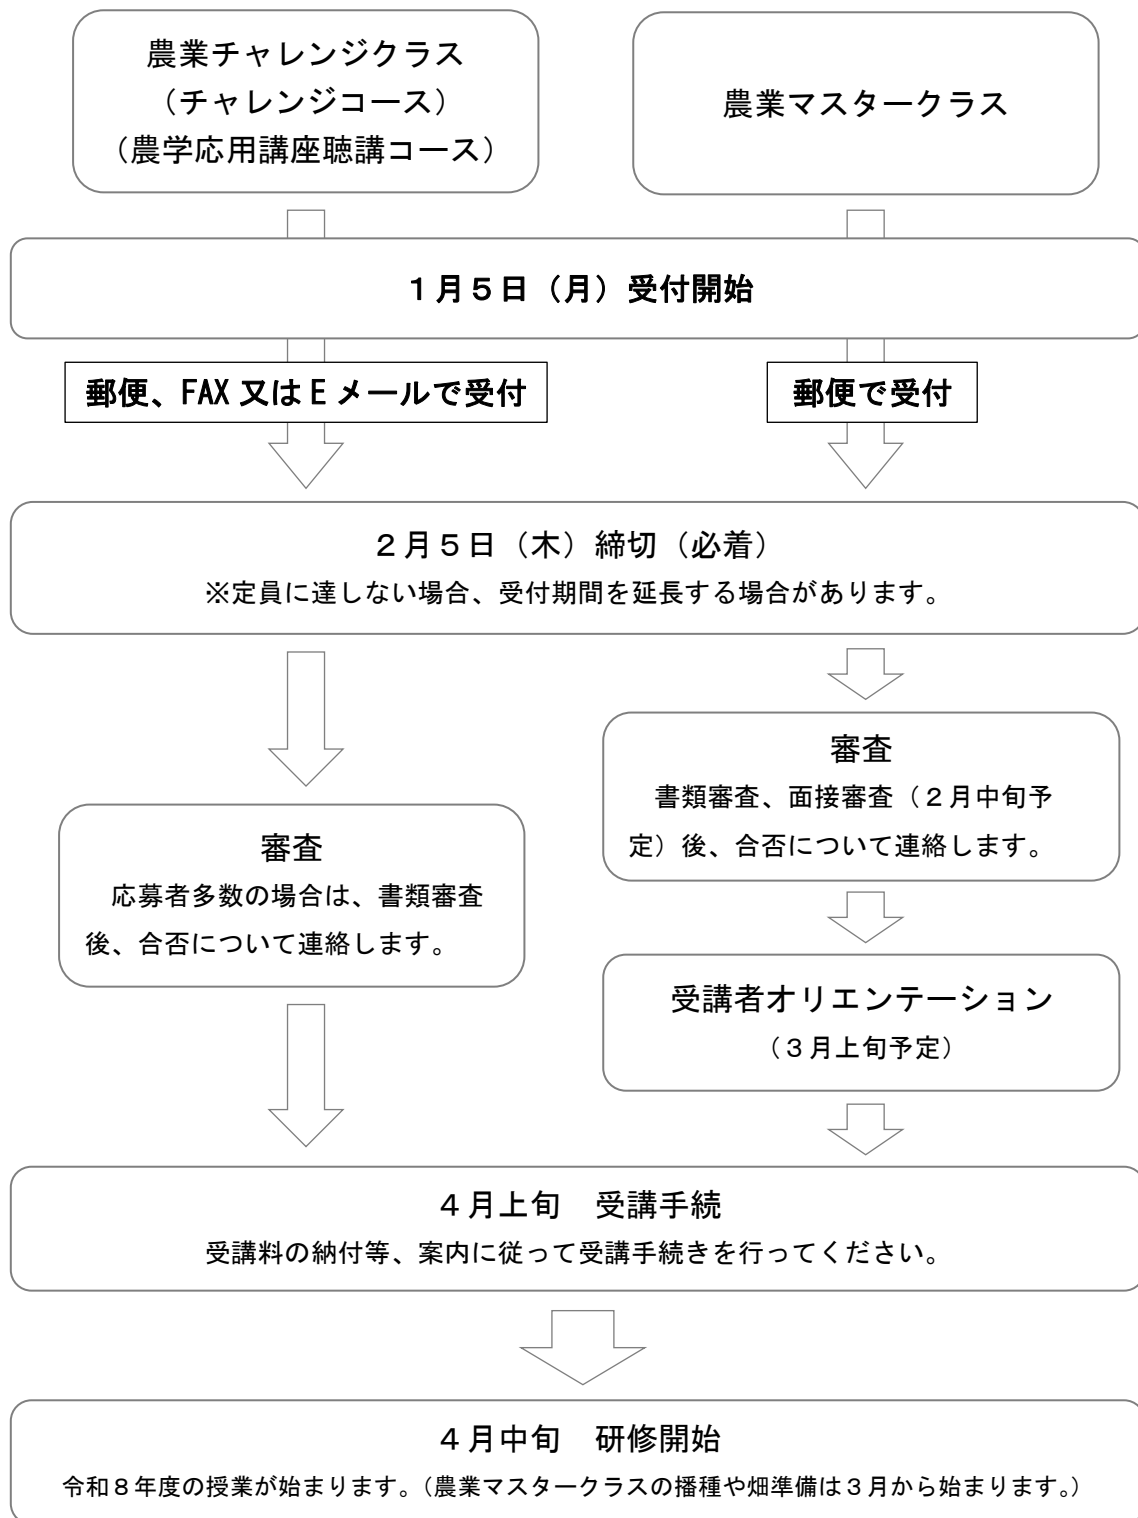 農業チャレンジクラス
（チャレンジコース）
（農学応用講座聴講コース）
農業マスタークラス
１月５日（月）受付開始
郵便、FAX 又は E メールで受付
郵便で受付
２月５日（木）締切（必着）
※定員に達しない場合、受付期間を延長する場合があります。
審査
書類審査、面接審査（２月中旬予
定）後、合否について連絡します。
審査
応募者多数の場合は、書類審査
後、合否について連絡します。
受講者オリエンテーション
（３月上旬予定）
４月上旬　受講手続
受講料の納付等、案内に従って受講手続きを行ってください。
４月中旬　研修開始
令和８年度の授業が始まります。（農業マスタークラスの播種や畑準備は３月から始まります。）